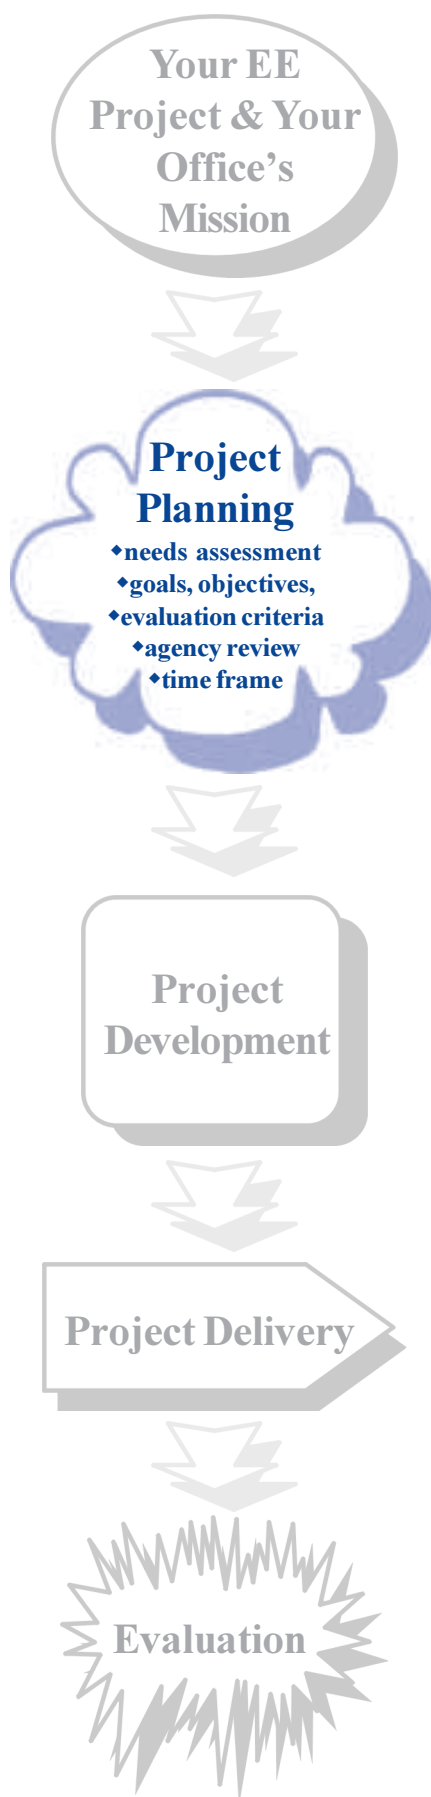 Your EE
Project & Your
Office's
Mission
Project
Planning
◆needs assessment
◆goals, objectives,
◆evaluation criteria
◆agency review
◆time frame
Project
Development
Project Delivery
Evaluation